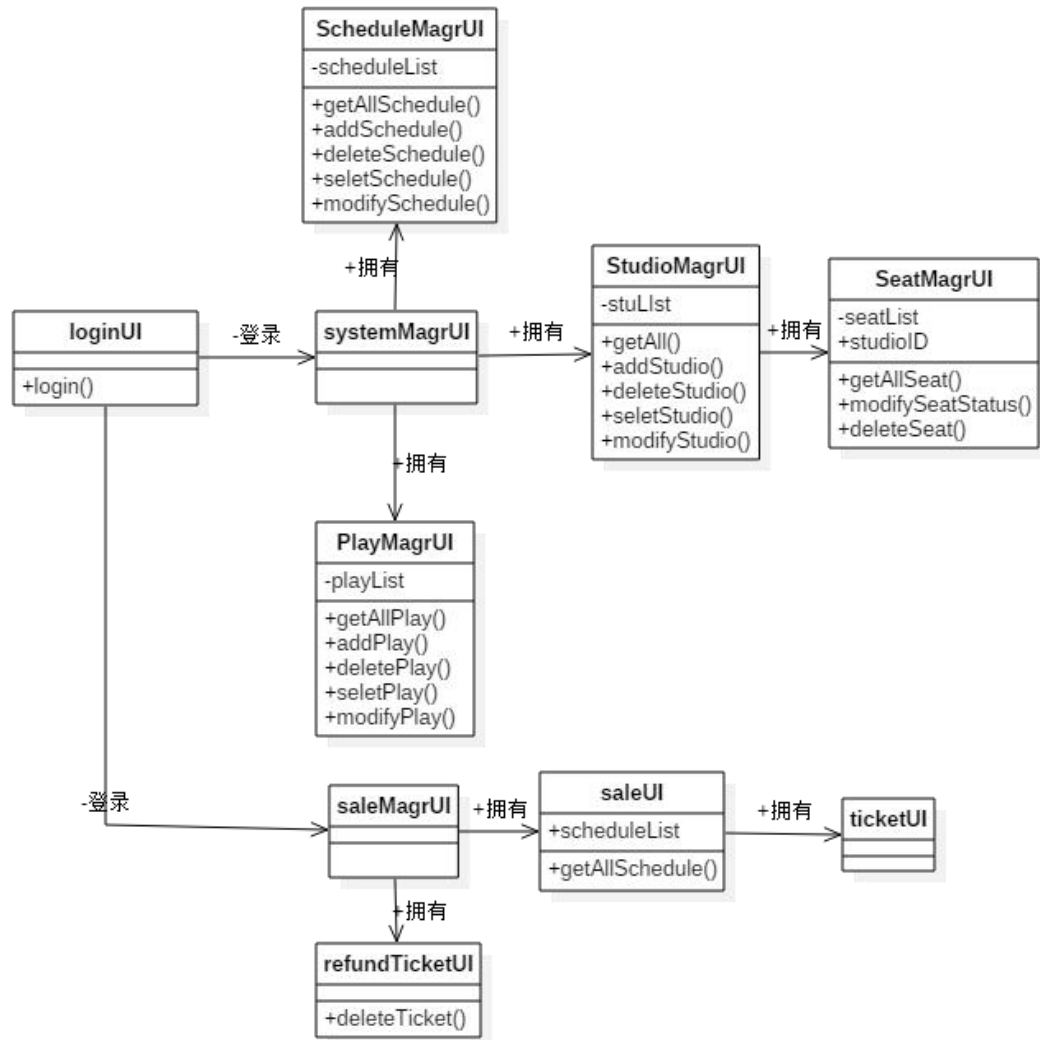 ScheduleMagrUI
-scheduleList
+getAllSchedule()
+addSchedule()
+deleteSchedule()
+seletSchedule()
+modifySchedule()
+拥有
loginUI
+login()
-登录
systemMagrUI
+拥有
StudioMagrUI
-stuLIst
+getAll()
+addStudio()
+deleteStudio()
+seletStudio()
+modifyStudio()
+拥有
SeatMagrUI
-seatList
+studioID
+getAllSeat()
+modifySeatStatus()
+deleteSeat()
+拥有
PlayMagrUI
-playList
+getAllPlay()
+addPlay()
+deletePlay()
+seletPlay()
+modifyPlay()
-登录
saleMagrUI
+拥有
saleUI
+scheduleList
+getAllSchedule()
+拥有
ticketUI
+拥有
refundTicketUI
+deleteTicket()